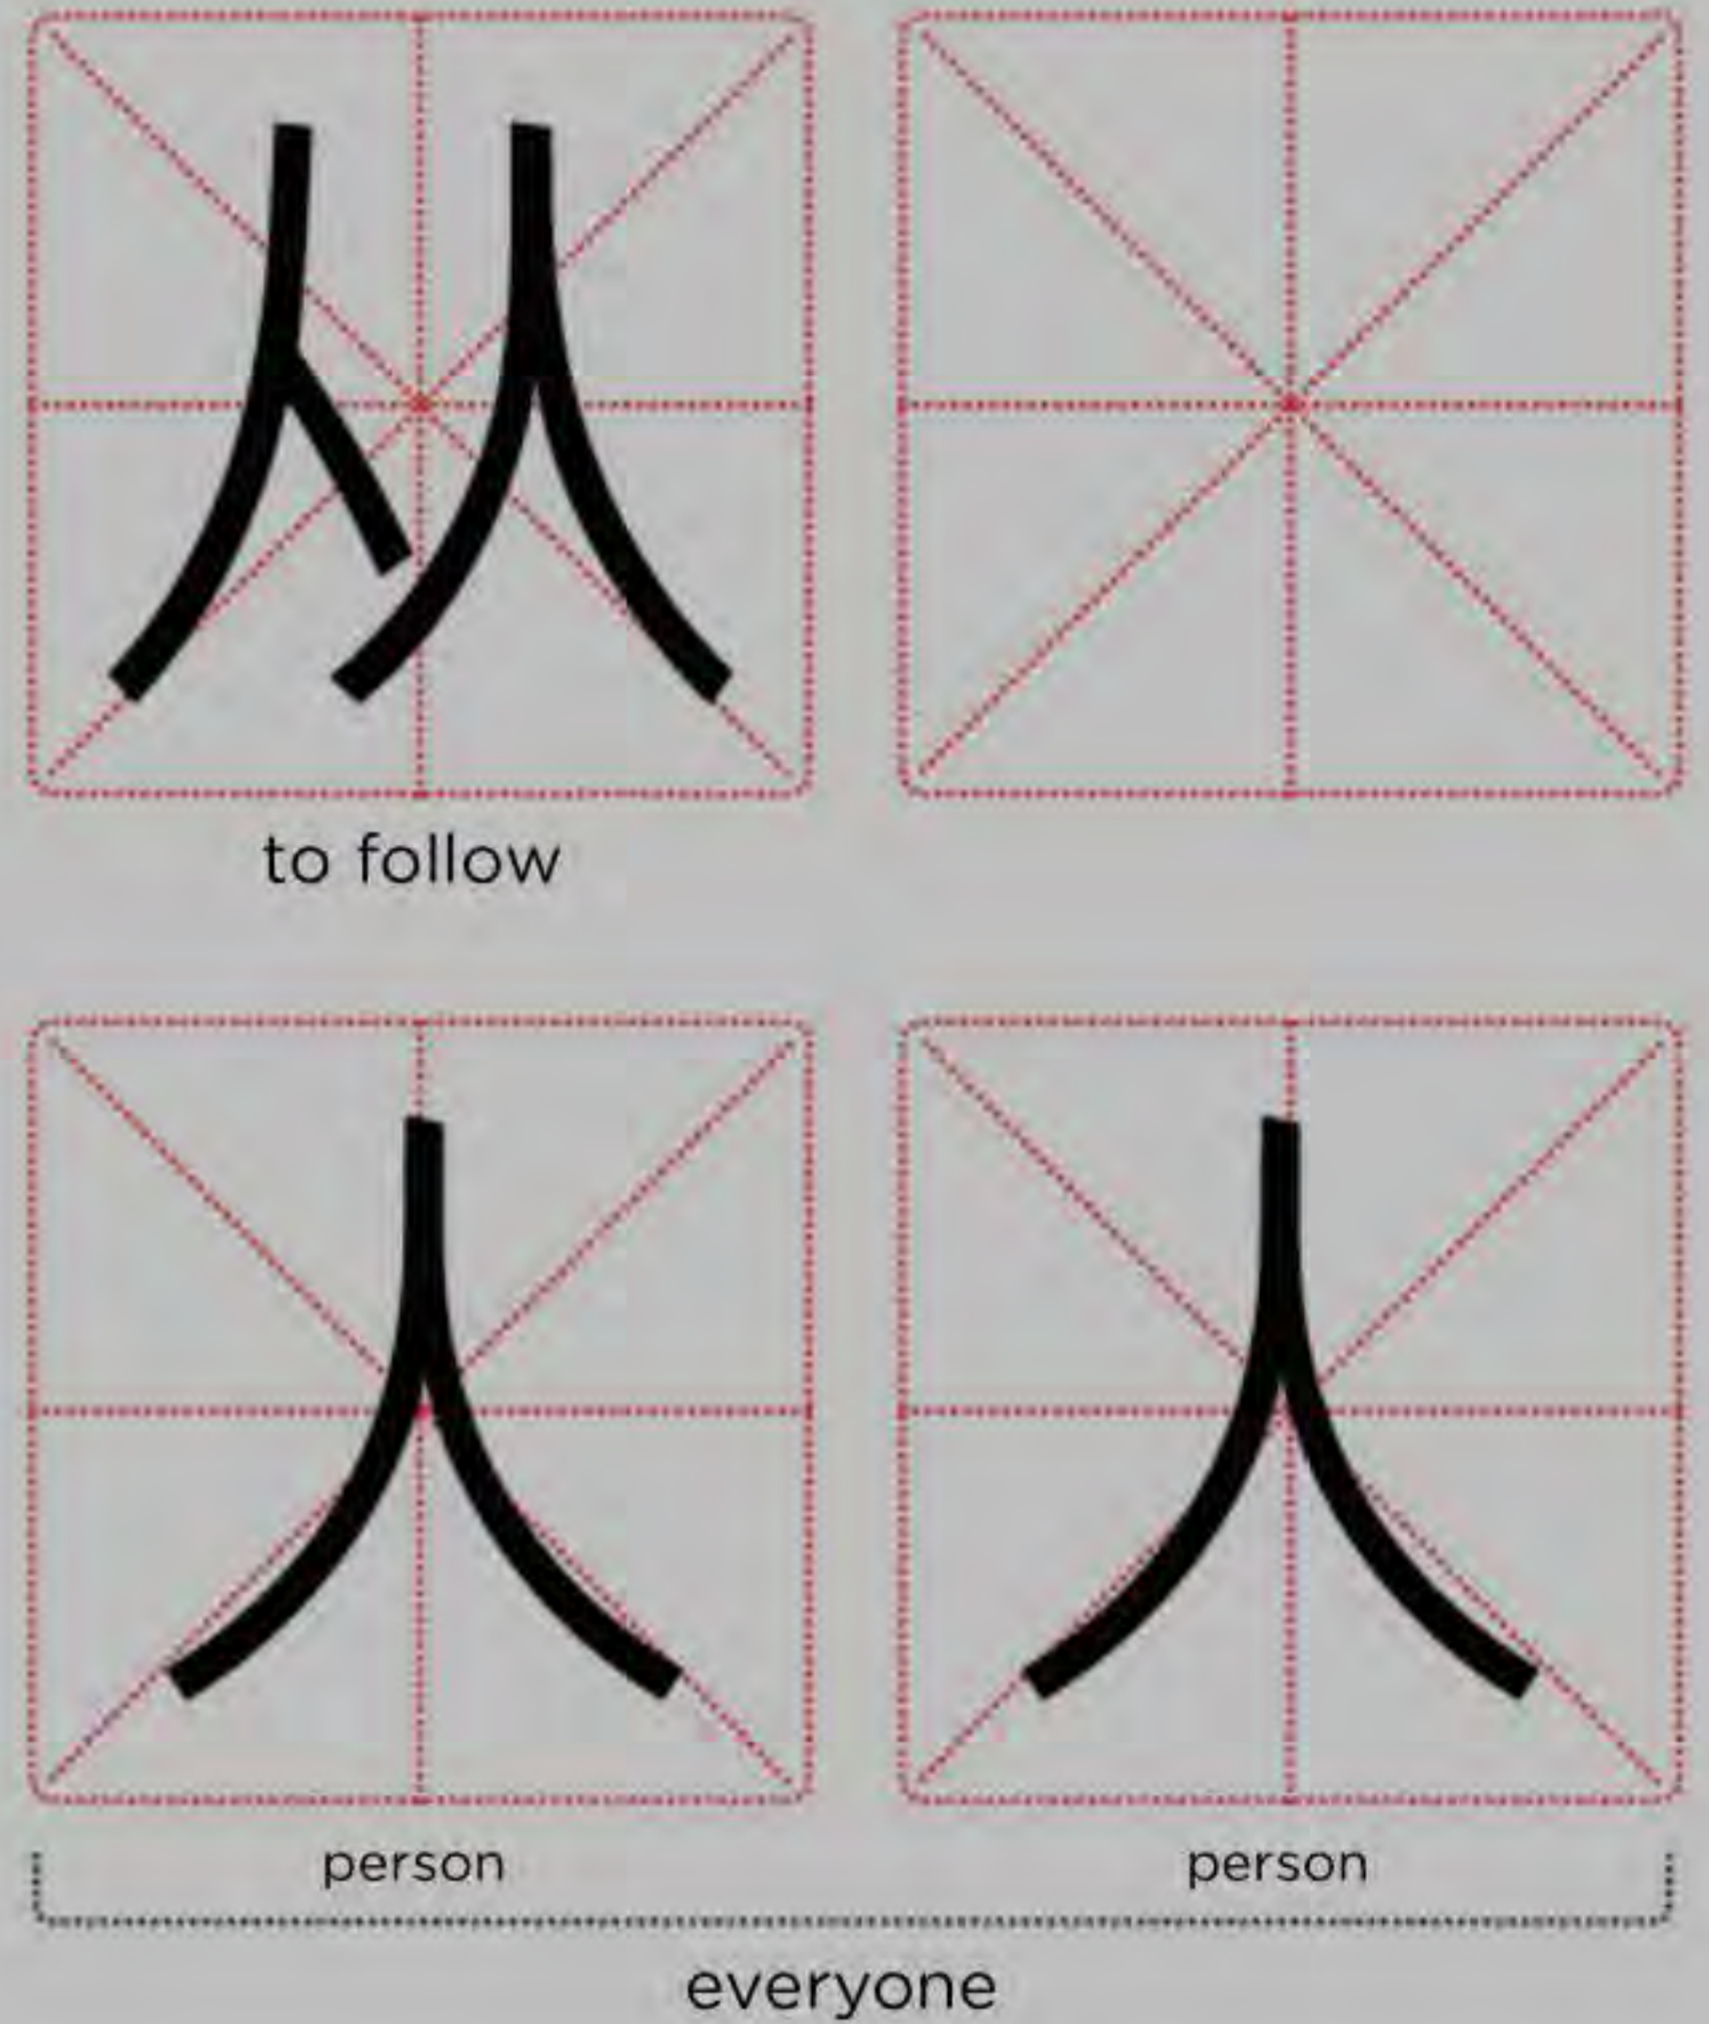 从
to follow
人 人
person person
everyone